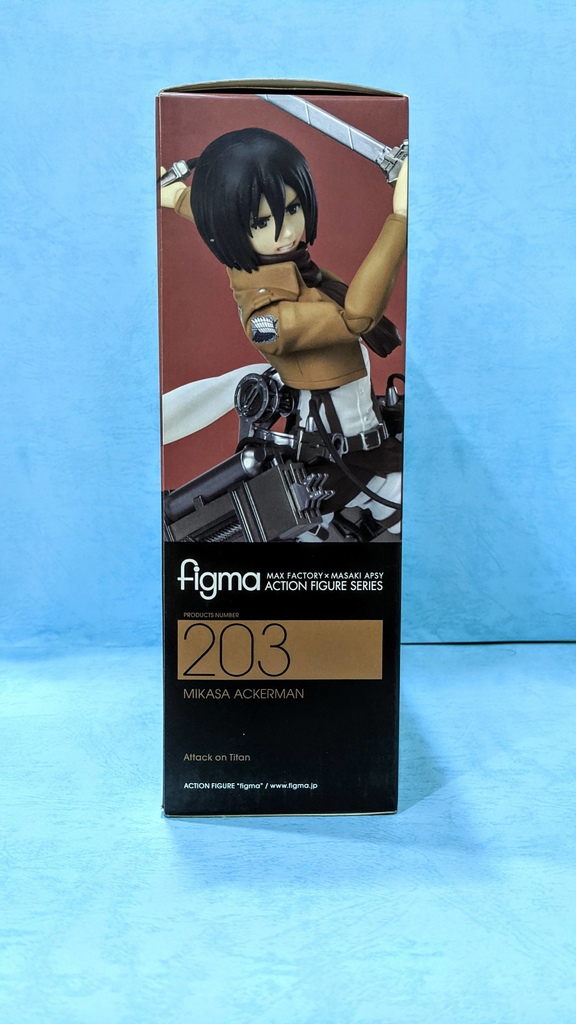 figma MAX FACTORY × MASAKI APSY
ACTION FIGURE SERIES
PRODUCTS NUMBER
203
MIKASA ACKERMAN
Attack on Titan
ACTION FIGURE "figma" / www.figma.jp